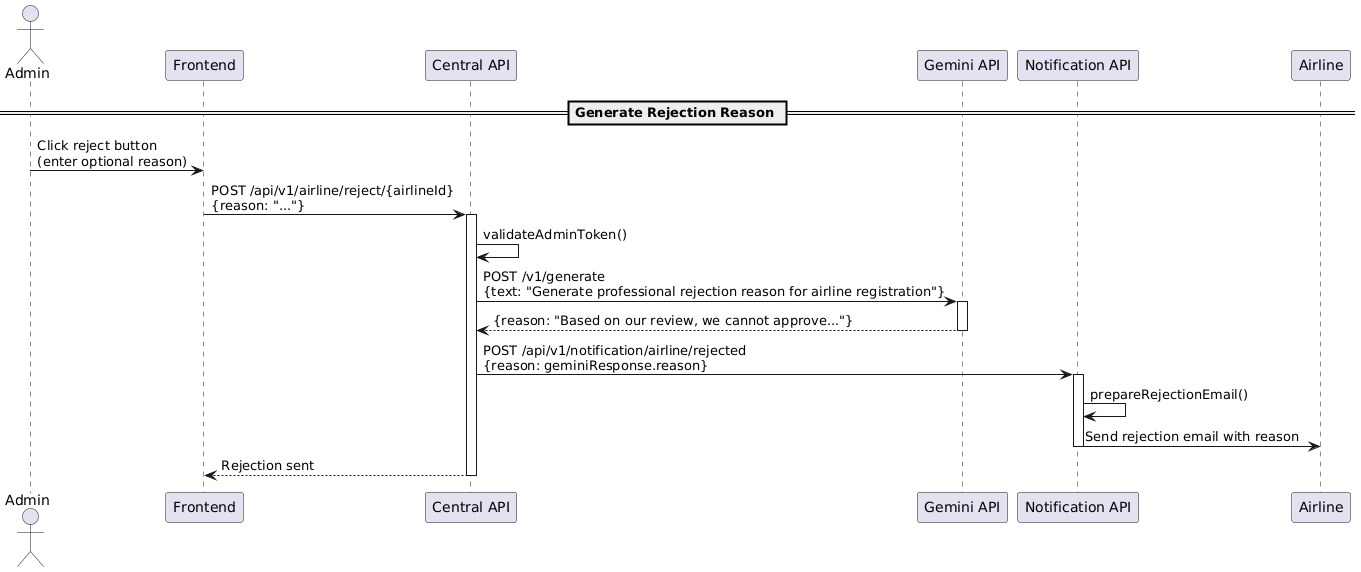 Admin
Frontend
Central API
Gemini API
Notification API
Airline
Generate Rejection Reason
Click reject button
(enter optional reason)
POST /api/v1/airline/reject/{airlineId}
{reason: "..."}
validateAdminToken()
POST /v1/generate
{text: "Generate professional rejection reason for airline registration"}
{reason: "Based on our review, we cannot approve..."}
POST /api/v1/notification/airline/rejected
{reason: geminiResponse.reason}
prepareRejectionEmail()
Send rejection email with reason
Rejection sent
Admin
Frontend
Central API
Gemini API
Notification API
Airline